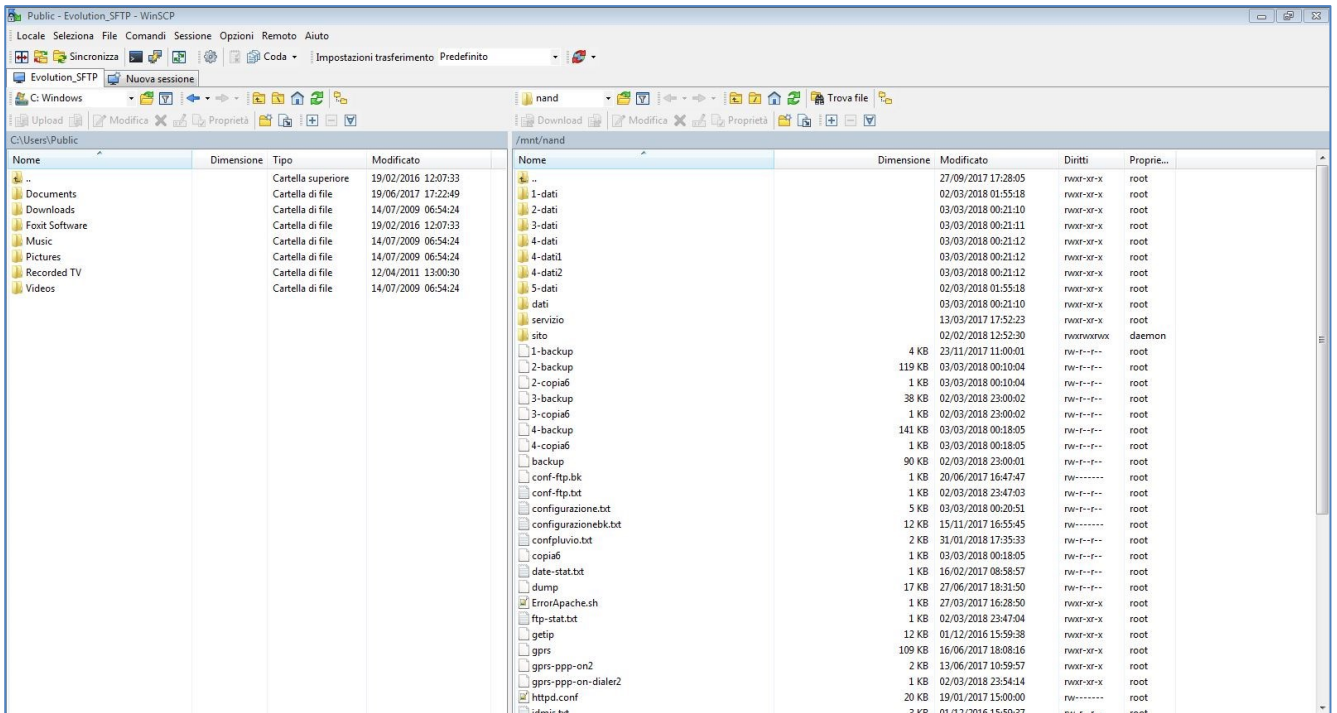 Public - Evolution_SFTP - WinSCP
Locale Seleziona File Comandi Sessione Opzioni Remoto Aiuto
Sincronizza Coda Impostazioni trasferimento Predefinito
Evolution_SFTP Nuova sessione
C: Windows
Upload Modifica Proprietà
C:\Users\Public
Nome Dimensione Tipo Modificato
.. Cartella superiore 19/02/2016 12:07:33
Documents Cartella di file 19/06/2017 17:22:49
Downloads Cartella di file 14/07/2009 06:54:24
Foxit Software Cartella di file 19/02/2016 12:07:33
Music Cartella di file 14/07/2009 06:54:24
Pictures Cartella di file 14/07/2009 06:54:24
Recorded TV Cartella di file 12/04/2011 13:00:30
Videos Cartella di file 14/07/2009 06:54:24
nand Trova file
Download Modifica Proprietà
/mnt/nand
Nome Dimensione Modificato Diritti Proprie...
.. 27/09/2017 17:28:05 rwxr-xr-x root
1-dati 02/03/2018 01:55:18 rwxr-xr-x root
2-dati 03/03/2018 00:21:10 rwxr-xr-x root
3-dati 03/03/2018 00:21:11 rwxr-xr-x root
4-dati 03/03/2018 00:21:12 rwxr-xr-x root
4-dati1 03/03/2018 00:21:12 rwxr-xr-x root
4-dati2 03/03/2018 00:21:12 rwxr-xr-x root
5-dati 02/03/2018 01:55:18 rwxr-xr-x root
dati 03/03/2018 00:21:10 rwxr-xr-x root
servizio 13/03/2017 17:52:23 rwxr-xr-x root
sito 02/02/2018 12:52:30 rwxrwxrwx daemon
1-backup 4 KB 23/11/2017 11:00:01 rw-r--r-- root
2-backup 119 KB 03/03/2018 00:10:04 rw-r--r-- root
2-copia6 1 KB 03/03/2018 00:10:04 rw-r--r-- root
3-backup 38 KB 02/03/2018 23:00:02 rw-r--r-- root
3-copia6 1 KB 02/03/2018 23:00:02 rw-r--r-- root
4-backup 141 KB 03/03/2018 00:18:05 rw-r--r-- root
4-copia6 1 KB 03/03/2018 00:18:05 rw-r--r-- root
backup 90 KB 02/03/2018 23:00:01 rw-r--r-- root
conf-ftp.bk 1 KB 20/06/2017 16:47:47 rw------- root
conf-ftp.txt 1 KB 02/03/2018 23:47:03 rw-r--r-- root
configurazione.txt 5 KB 03/03/2018 00:20:51 rw-r--r-- root
configurazionebk.txt 12 KB 15/11/2017 16:55:45 rw------- root
confpluvio.txt 2 KB 31/01/2018 17:35:33 rw-r--r-- root
copia6 1 KB 03/03/2018 00:18:05 rw-r--r-- root
date-stat.txt 1 KB 16/02/2017 08:58:57 rw-r--r-- root
dump 17 KB 27/06/2017 18:31:50 rw-r--r-- root
ErrorApache.sh 1 KB 27/03/2017 16:28:50 rwxr-xr-x root
ftp-stat.txt 1 KB 02/03/2018 23:47:04 rwxr-xr-x root
getip 12 KB 01/12/2016 15:59:38 rwxr-xr-x root
gprs 109 KB 16/06/2017 18:08:16 rwxr-xr-x root
gprs-ppp-on2 2 KB 13/06/2017 10:59:57 rwxr-xr-x root
gprs-ppp-on-dialer2 1 KB 02/03/2018 23:54:14 rwxr-xr-x root
httpd.conf 20 KB 19/01/2017 15:00:00 rw------- root
3 KB 01/12/2016 15:59:37 root